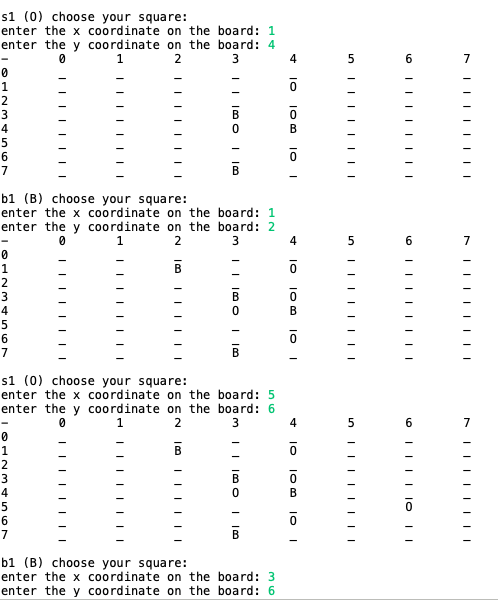 s1 (O) choose your square:
enter the x coordinate on the board: 1
enter the y coordinate on the board: 4
- 0 1 2 3 4 5 6 7
0 _ _ _ _ _ _ _ _
1 _ _ _ _ O _ _ _
2 _ _ _ _ _ _ _ _
3 _ _ _ B O _ _ _
4 _ _ _ O B _ _ _
5 _ _ _ _ _ _ _ _
6 _ _ _ _ O _ _ _
7 _ _ _ B _ _ _ _
b1 (B) choose your square:
enter the x coordinate on the board: 1
enter the y coordinate on the board: 2
- 0 1 2 3 4 5 6 7
0 _ _ _ _ _ _ _ _
1 _ _ B _ O _ _ _
2 _ _ _ _ _ _ _ _
3 _ _ _ B O _ _ _
4 _ _ _ O B _ _ _
5 _ _ _ _ _ _ _ _
6 _ _ _ _ O _ _ _
7 _ _ _ B _ _ _ _
s1 (O) choose your square:
enter the x coordinate on the board: 5
enter the y coordinate on the board: 6
- 0 1 2 3 4 5 6 7
0 _ _ _ _ _ _ _ _
1 _ _ B _ O _ _ _
2 _ _ _ _ _ _ _ _
3 _ _ _ B O _ _ _
4 _ _ _ O B _ _ _
5 _ _ _ _ _ _ O _
6 _ _ _ _ O _ _ _
7 _ _ _ B _ _ _ _
b1 (B) choose your square:
enter the x coordinate on the board: 3
enter the y coordinate on the board: 6